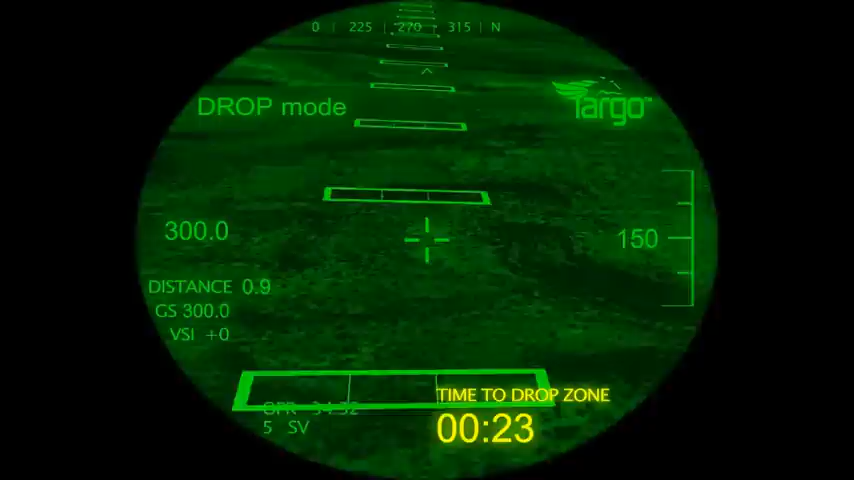 0 | 225 | 270 - 315 | N
DROP mode
Targo™
300.0
150
DISTANCE 0.9
GS 300.0
VSI +0
TIME TO DROP ZONE
5 SV
00:23